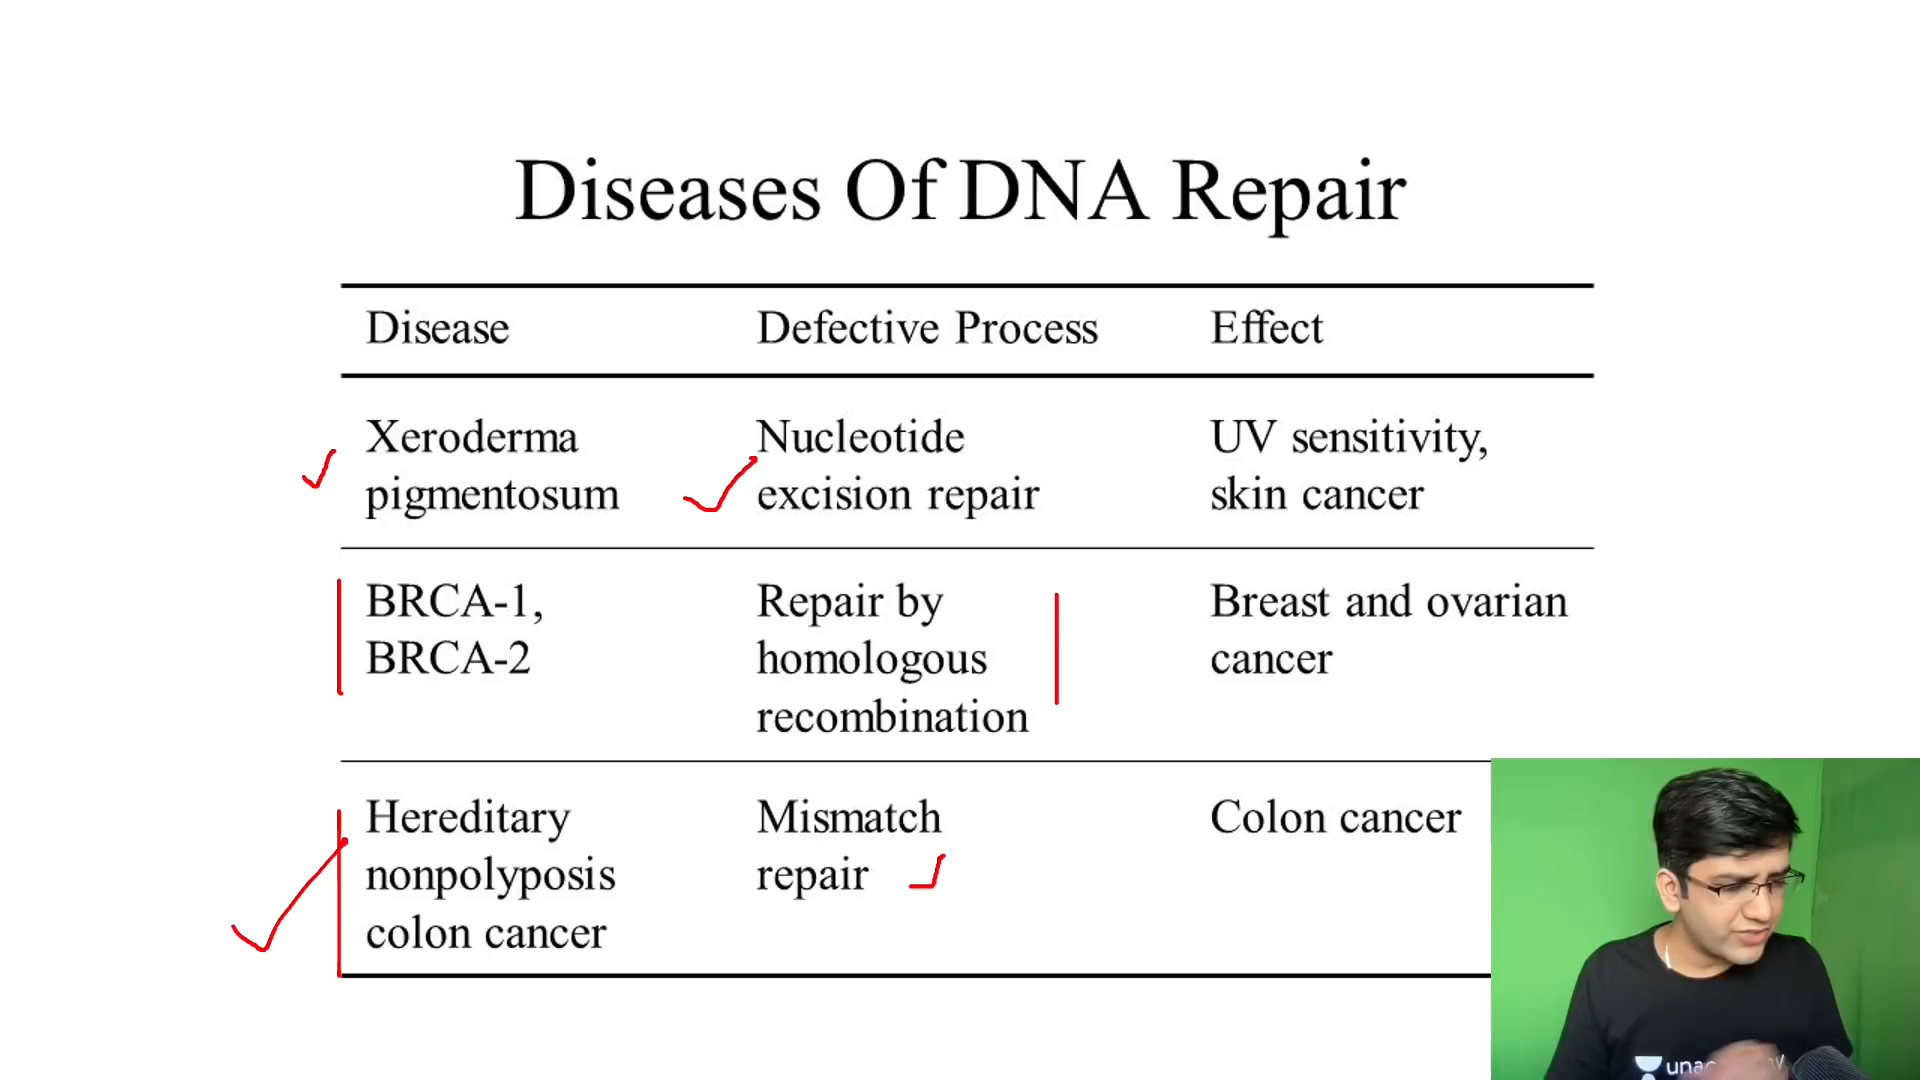 Diseases Of DNA Repair
Disease Defective Process Effect
Xeroderma Nucleotide UV sensitivity,
pigmentosum excision repair skin cancer
BRCA-1, Repair by Breast and ovarian
BRCA-2 homologous cancer
recombination
Hereditary Mismatch Colon cancer
nonpolyposis repair
colon cancer